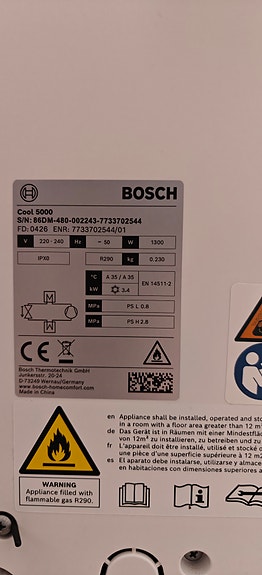 BOSCH
Cool 5000
S/N: 86DM-480-002243-7733702544
FD: 0426 ENR: 7733702544/01
V 220-240 Hz ~ 50 W 1300
IPX0 R290 kg 0.230
°C A 35 / A 35 EN 14511-2
kW 3.4
MPa PS L 0.8
MPa PS H 2.8
M
M
CE
Bosch Thermotechnik GmbH
Junkersstr. 20-24
D-73249 Wernau/Germany
www.bosch-homecomfort.com
Made in China
WARNING
Appliance filled with
flammable gas R290.
en Appliance shall be installed, operated and sto
in a room with a floor area greater than 12 m
de Das Gerät ist in Räumen mit einer Mindestfläc
von 12m² zu installieren, zu betreiben und zu
fr L'appareil doit être installé, utilisé et stocké d
une pièce d'une superficie supérieure à 12 m2
es El aparato debe instalarse, utilizarse y almace
en habitaciones con dimensiones superiores a